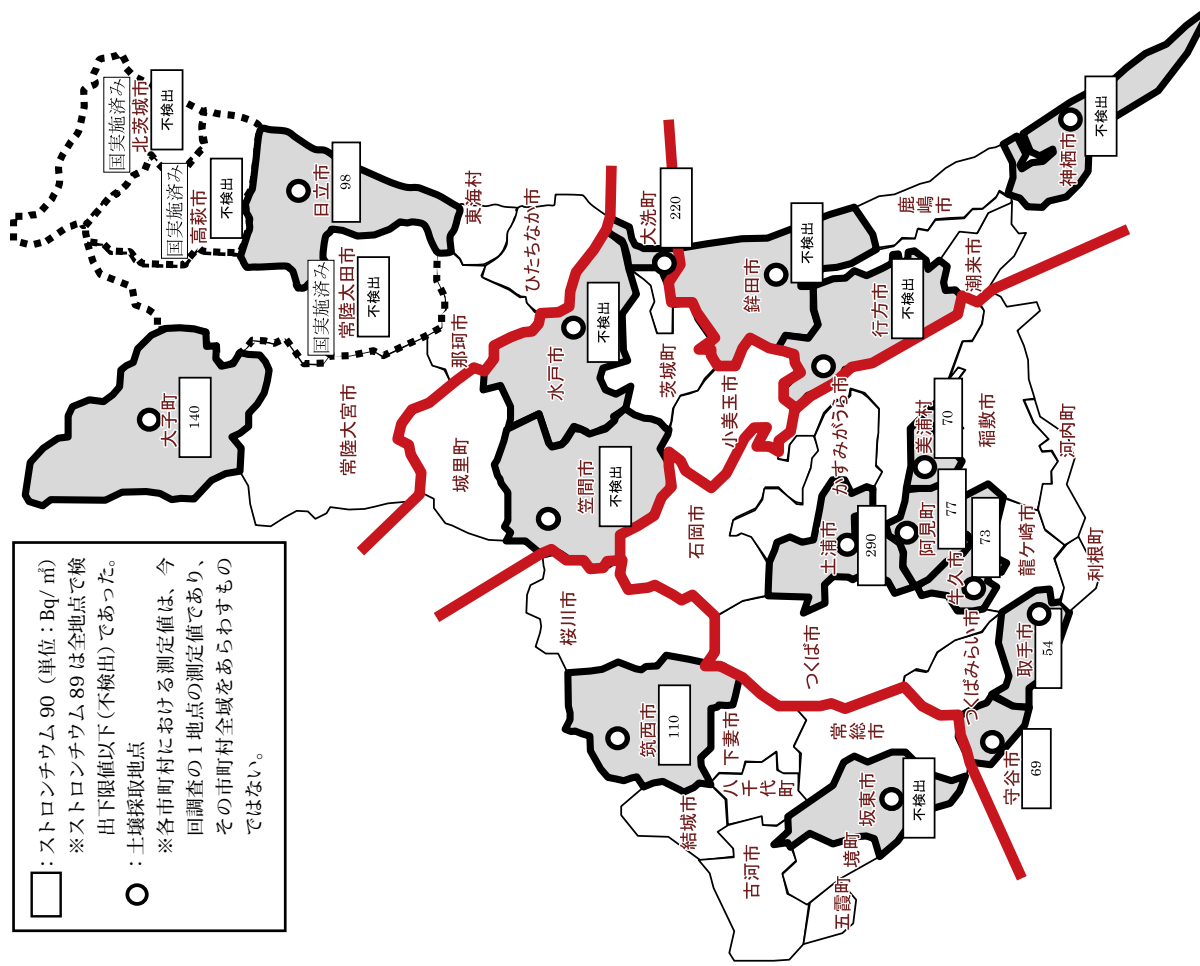 ：ストロンチウム 90（単位：Bq/㎡）
※ストロンチウム 89 は全地点で検
出下限値以下（不検出）であった。
：土壌採取地点
※各市町村における測定値は、今
回調査の 1 地点の測定値であり、
その市町村全域をあらわすもの
ではない。
国実施済み
北茨城市
不検出
国実施済み
高萩市
不検出
日立市
98
国実施済み
常陸太田市
不検出
大子町
140
常陸大宮市
東海村
ひたちなか市
那珂市
城里町
水戸市
不検出
笠間市
不検出
大洗町
220
茨城町
小美玉市
鉾田市
不検出
行方市
不検出
鹿嶋市
潮来市
神栖市
不検出
石岡市
かすみがうら市
土浦市
290
美浦村
70
阿見町
77
牛久市
73
稲敷市
河内町
龍ケ崎市
利根町
取手市
54
つくば市
つくばみらい市
守谷市
69
桜川市
筑西市
110
下妻市
常総市
八千代町
結城市
古河市
坂東市
不検出
境町
五霞町